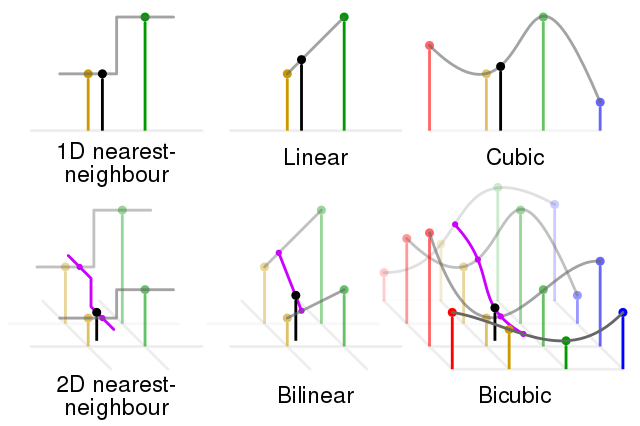 1D nearest-
neighbour
Linear
Cubic
2D nearest-
neighbour
Bilinear
Bicubic